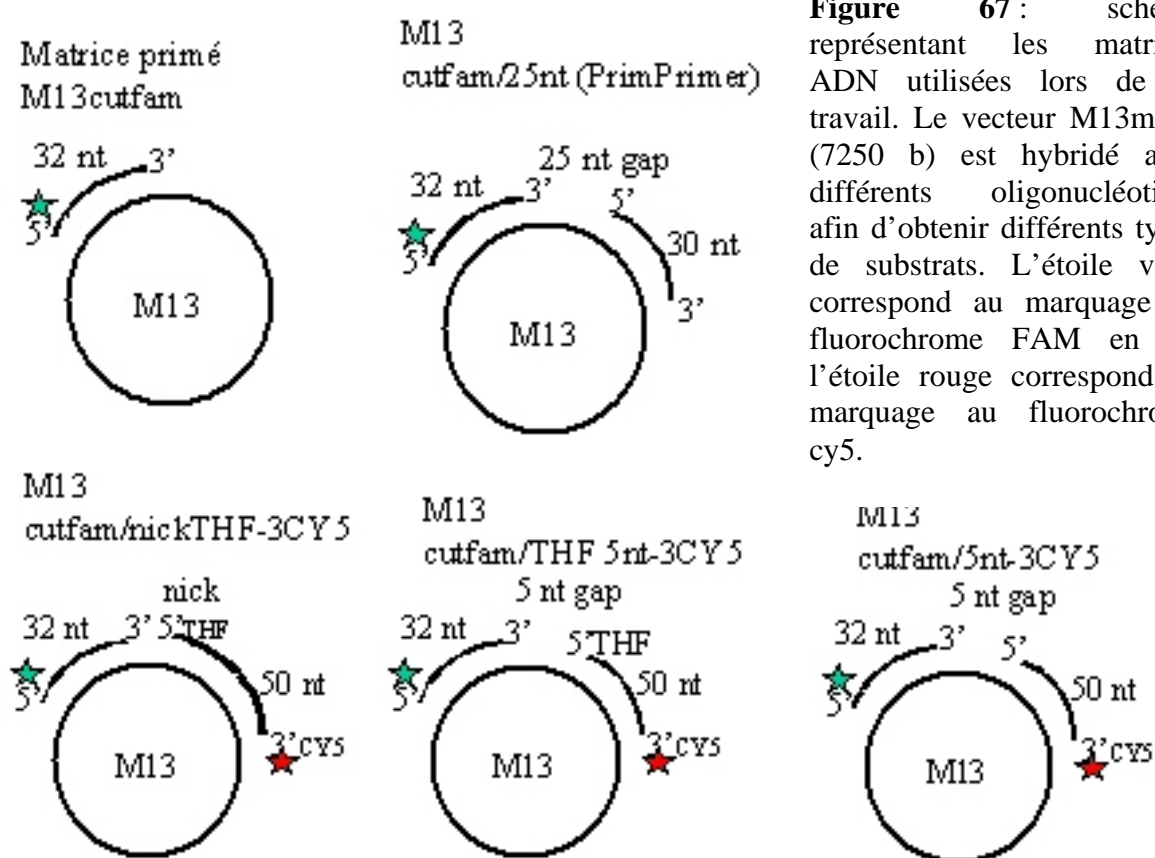 Matrice primé
M13cutfam
32 nt
3’
5’
M13
M13
cutfam/25nt (PrimPrimer)
25 nt gap
32 nt
3’
5’
5’
30 nt
3’
M13
Figure 67 :
représentant les
ADN utilisées lors de
travail. Le vecteur
(7250 b) est hybridé
différents
afin d’obtenir différents
de substrats. L’étoile
correspond au marquage
fluorochrome FAM en
l’étoile rouge correspond
marquage au
cy5.
M13
cutfam/nickTHF-3CY5
nick
32 nt
3’
5’THF
5’
50 nt
3’CY5
M13
M13
cutfam/THF 5nt-3CY5
5 nt gap
32 nt
3’
5’THF
5’
50 nt
3’CY5
M13
M13
cutfam/5nt-3CY5
5 nt gap
32 nt
3’
5’
5’
50 nt
3’CY5
M13